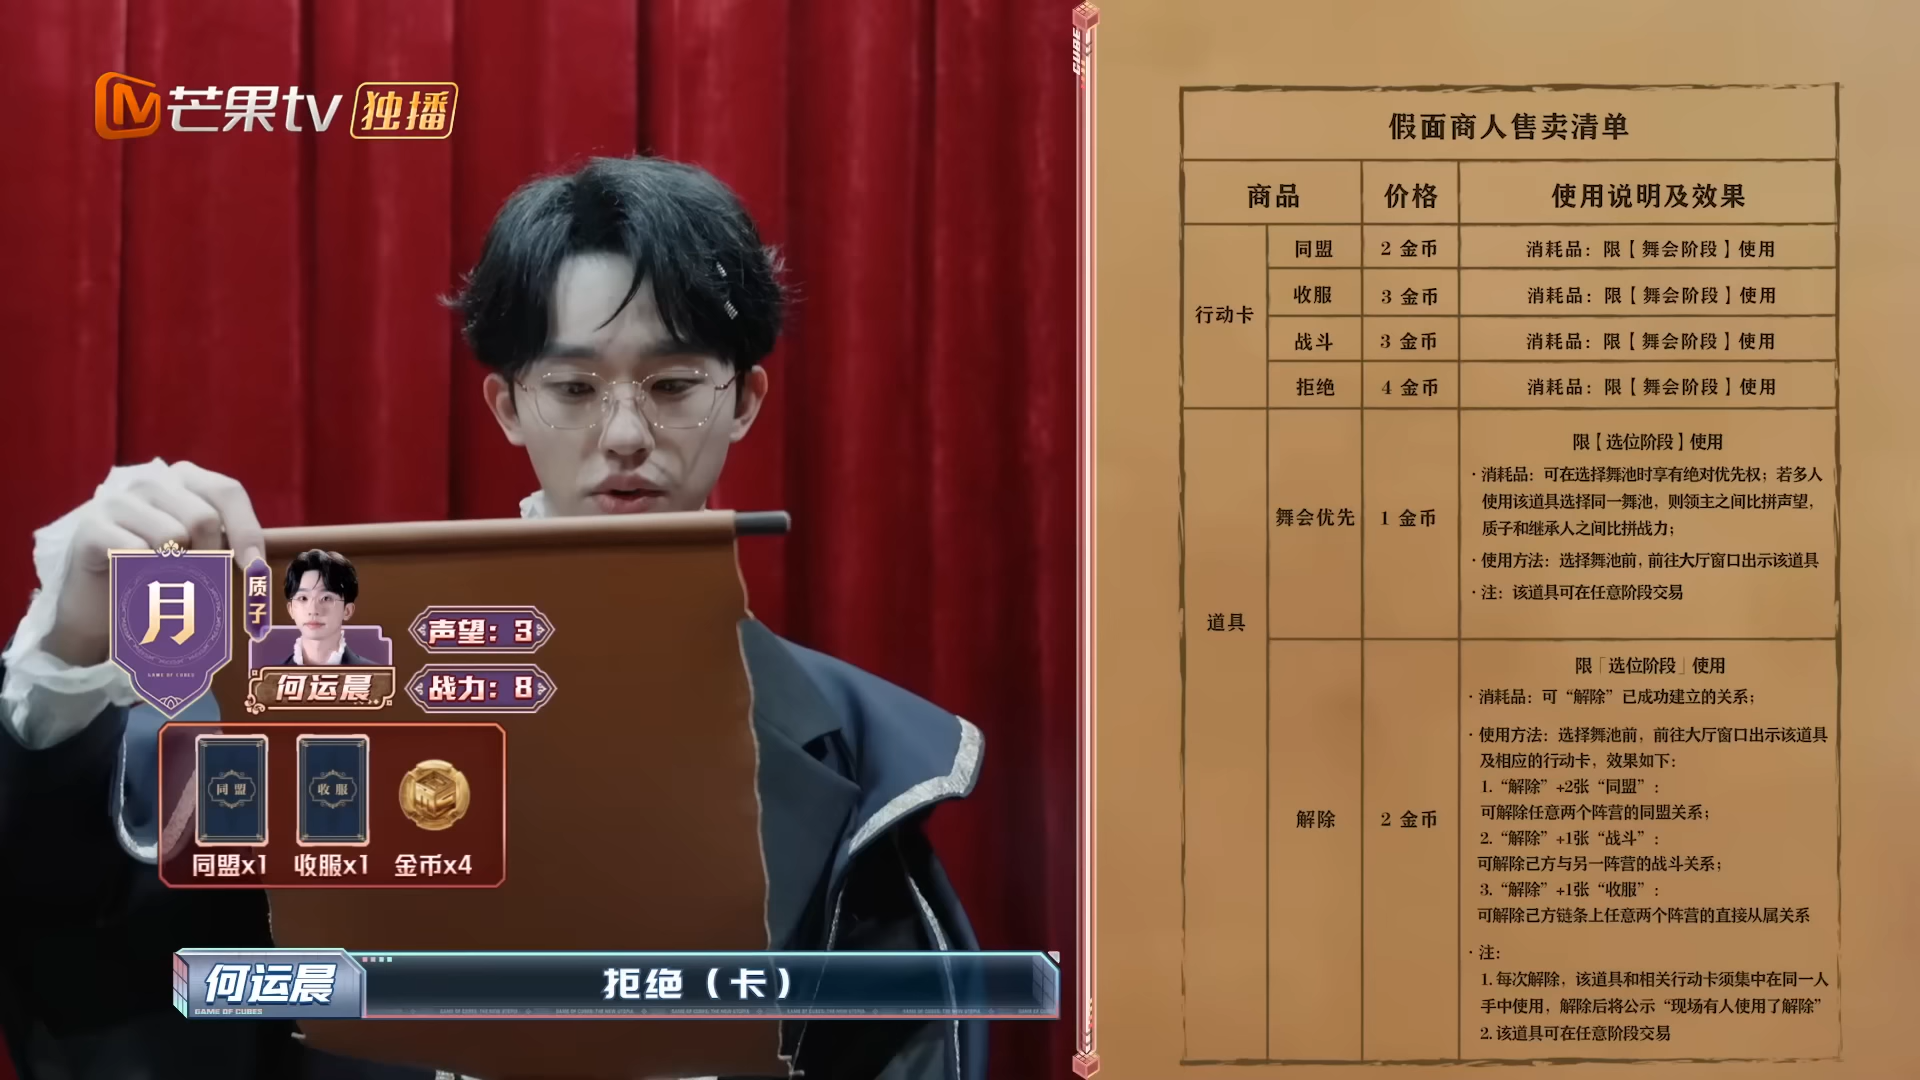 芒果tv 独播
月
质子
何运晨
声望：3
战力：8
同盟
收服
同盟x1 收服x1 金币x4
何运晨
GAME OF CUBES
拒绝（卡）
CUBE
假面商人售卖清单
商品 价格 使用说明及效果
行动卡
同盟 2 金币 消耗品：限【舞会阶段】使用
收服 3 金币 消耗品：限【舞会阶段】使用
战斗 3 金币 消耗品：限【舞会阶段】使用
拒绝 4 金币 消耗品：限【舞会阶段】使用
道具
舞会优先 1 金币
限【选位阶段】使用
·消耗品：可在选择舞池时享有绝对优先权；若多人
使用该道具选择同一舞池，则领主之间比拼声望，
质子和继承人之间比拼战力；
·使用方法：选择舞池前，前往大厅窗口出示该道具
·注：该道具可在任意阶段交易
解除 2 金币
限「选位阶段」使用
·消耗品：可“解除”已成功建立的关系；
·使用方法：选择舞池前，前往大厅窗口出示该道具
及相应的行动卡，效果如下：
1.“解除”+2张“同盟”：
可解除任意两个阵营的同盟关系；
2.“解除”+1张“战斗”：
可解除己方与另一阵营的战斗关系；
3.“解除”+1张“收服”：
可解除己方链条上任意两个阵营的直接从属关系
·注：
1.每次解除，该道具和相关行动卡须集中在同一人
手中使用，解除后将公示“现场有人使用了解除”
2.该道具可在任意阶段交易